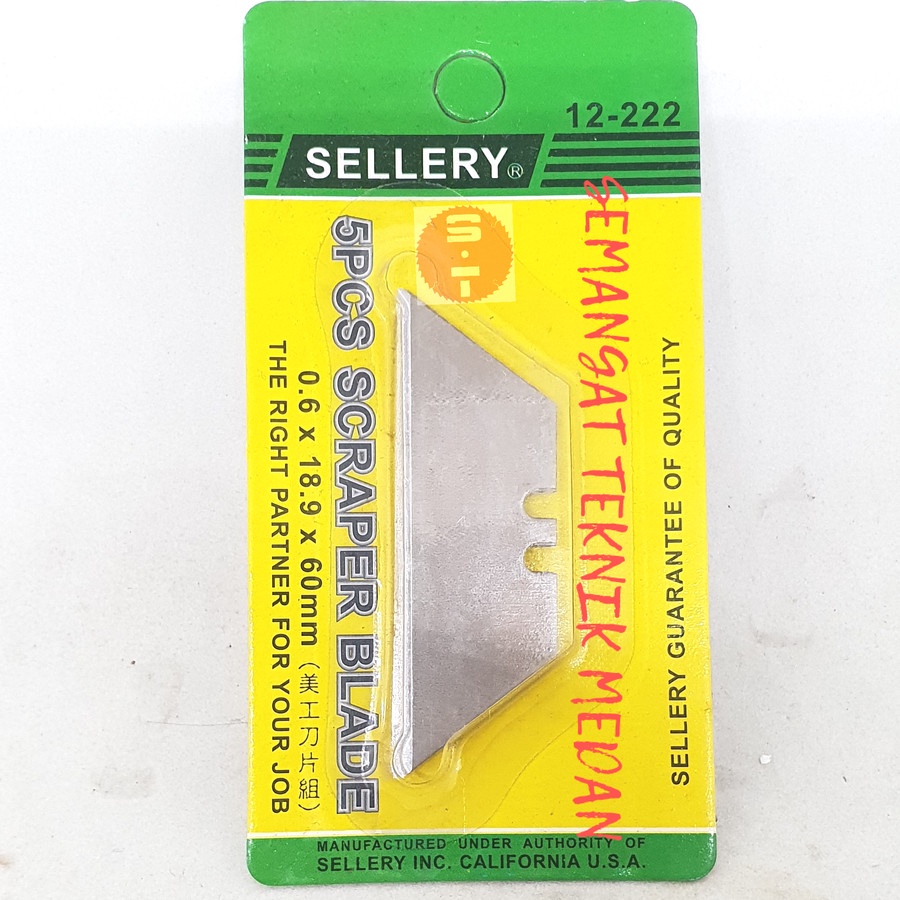 12-222
SELLERY®
S.T.
5PCS SCRAPER BLADE
0.6 x 18.9 x 60mm (美工刀片組)
THE RIGHT PARTNER FOR YOUR JOB
SEMANGAT TEKNIK MEDAN
SELLERY GUARANTEE OF QUALITY
MANUFACTURED UNDER AUTHORITY OF
SELLERY INC. CALIFORNIA U.S.A.